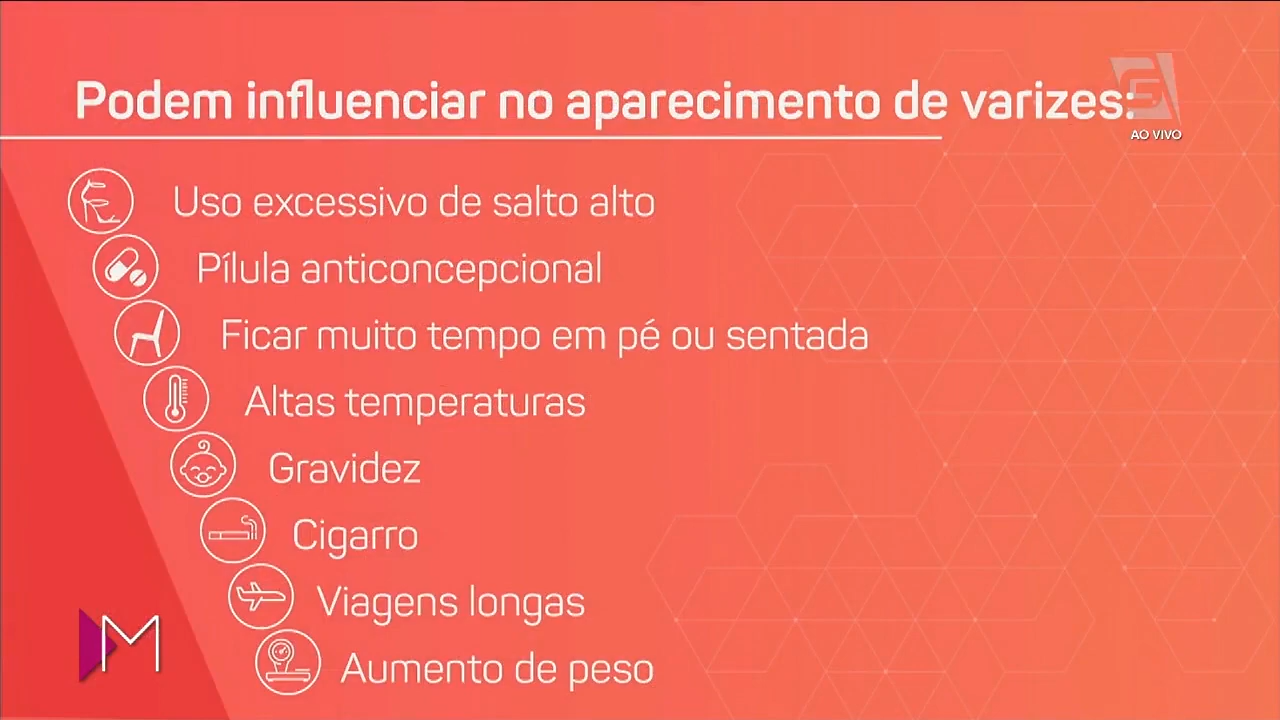 Podem influenciar no aparecimento de varizes:
AO VIVO
Uso excessivo de salto alto
Pílula anticoncepcional
Ficar muito tempo em pé ou sentada
Altas temperaturas
Gravidez
Cigarro
Viagens longas
Aumento de peso
M